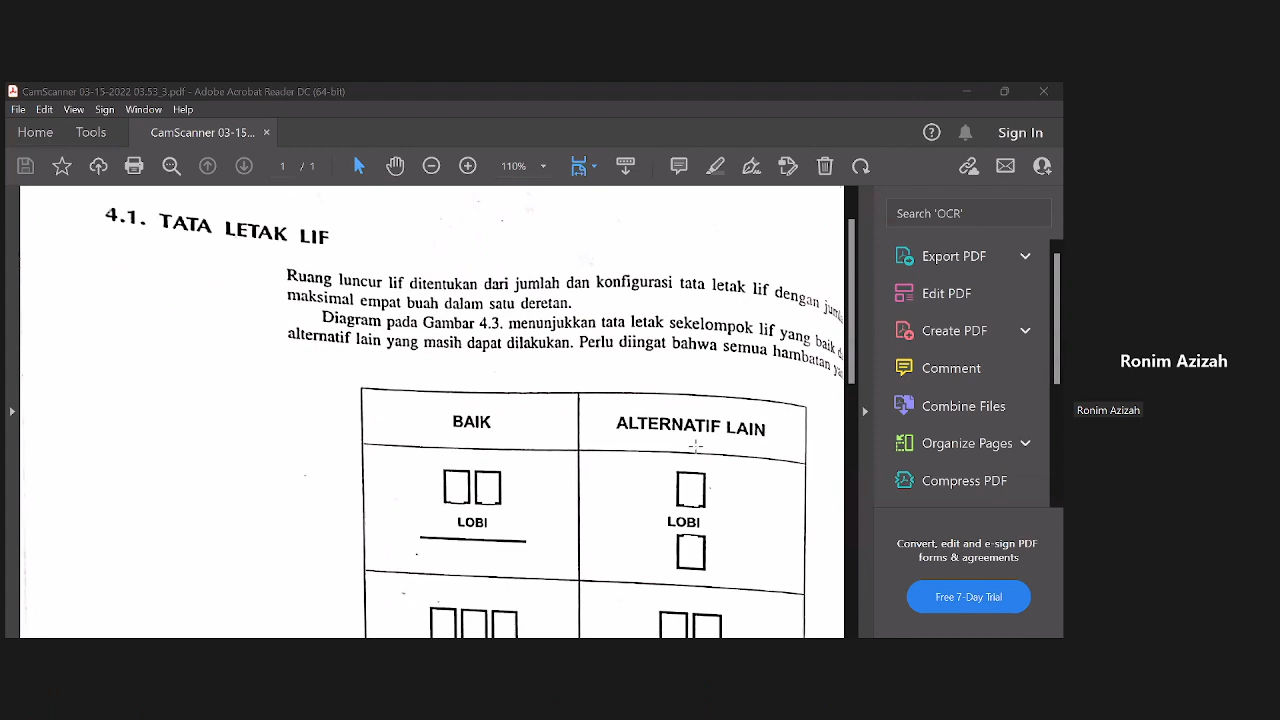 CamScanner 03-15-2022 03.53_3.pdf - Adobe Acrobat Reader DC (64-bit)
File Edit View Sign Window Help
Home Tools CamScanner 03-15... × Sign In
1 / 1 110%
4.1. TATA LETAK LIF
Ruang luncur lif ditentukan dari jumlah dan konfigurasi tata letak lif dengan
maksimal empat buah dalam satu deretan.
Diagram pada Gambar 4.3. menunjukkan tata letak sekelompok lif yang baik
alternatif lain yang masih dapat dilakukan. Perlu diingat bahwa semua hambatan
BAIK
ALTERNATIF LAIN
LOBI
LOBI
Search 'OCR'
Export PDF
Edit PDF
Create PDF
Comment
Combine Files
Organize Pages
Compress PDF
Convert, edit and e-sign PDF
forms & agreements
Free 7-Day Trial
Ronim Azizah
Ronim Azizah